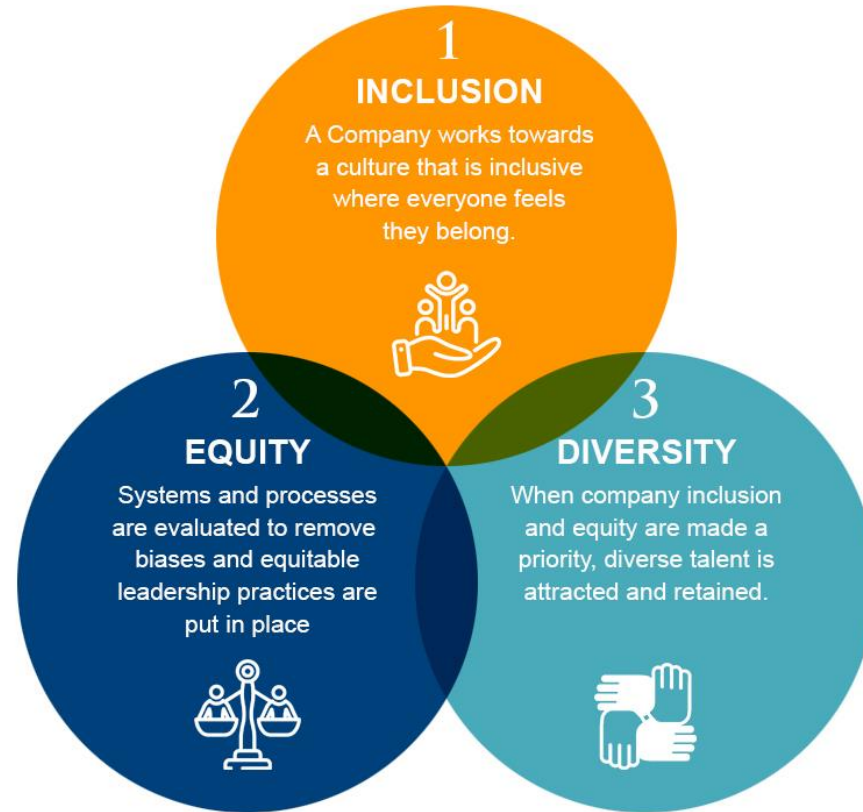 1
INCLUSION
A Company works towards
a culture that is inclusive
where everyone feels
they belong.
2
EQUITY
Systems and processes
are evaluated to remove
biases and equitable
leadership practices are
put in place
3
DIVERSITY
When company inclusion
and equity are made a
priority, diverse talent is
attracted and retained.